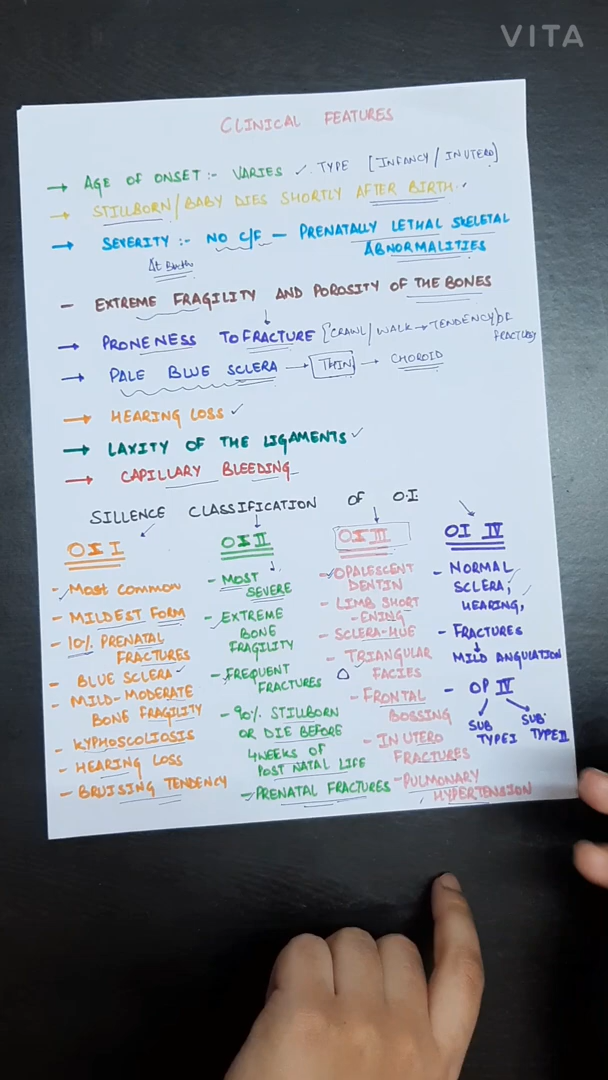 VITA
CLINICAL FEATURES
→ AGE OF ONSET :- VARIES ✓ TYPE [INFANCY / INUTERO]
→ STILLBORN/BABY DIES SHORTLY AFTER BIRTH.
→ SEVERITY :- NO C/F — PRENATALLY LETHAL SKELETAL
At Birth
ABNORMALITIES
- EXTREME FRAGILITY AND POROSITY OF THE BONES
→ PRONENESS TO FRACTURE [CRAWL/WALK → TENDENCY) OF
FRACTURES
→ PALE BLUE SCLERA → THIN → CHOROID
→ HEARING LOSS ✓
→ LAXITY OF THE LIGAMENTS ✓
→ CAPILLARY BLEEDING
SILLENCE CLASSIFICATION OF O.I.
OI I
- MOST COMMON
- MILDEST FORM
- 10% PRENATAL
FRACTURES
- BLUE SCLERA
- MILD-MODERATE
BONE FRAGILITY
- KYPHOSCOLIOSIS
- HEARING LOSS
- BRUISING TENDENCY
OI II
- MOST
SEVERE
- EXTREME
BONE
FRAGILITY
- FREQUENT
FRACTURES
- 90% STILLBORN
OR DIE BEFORE
4WEEKS OF
POST NATAL LIFE
- PRENATAL FRACTURES
OI III
- OPALESCENT
DENTIN
- LIMB SHORT
-ENING
- SCLERA-HUE
- TRIANGULAR
FACIES
- FRONTAL
BOSSING
- IN UTERO
FRACTURES
- PULMONARY
HYPERTENSION
OI IV
- NORMAL
SCLERA,
HEARING,
- FRACTURES
MILD ANGULATION
- OP IV
SUB
TYPE I
SUB
TYPE II